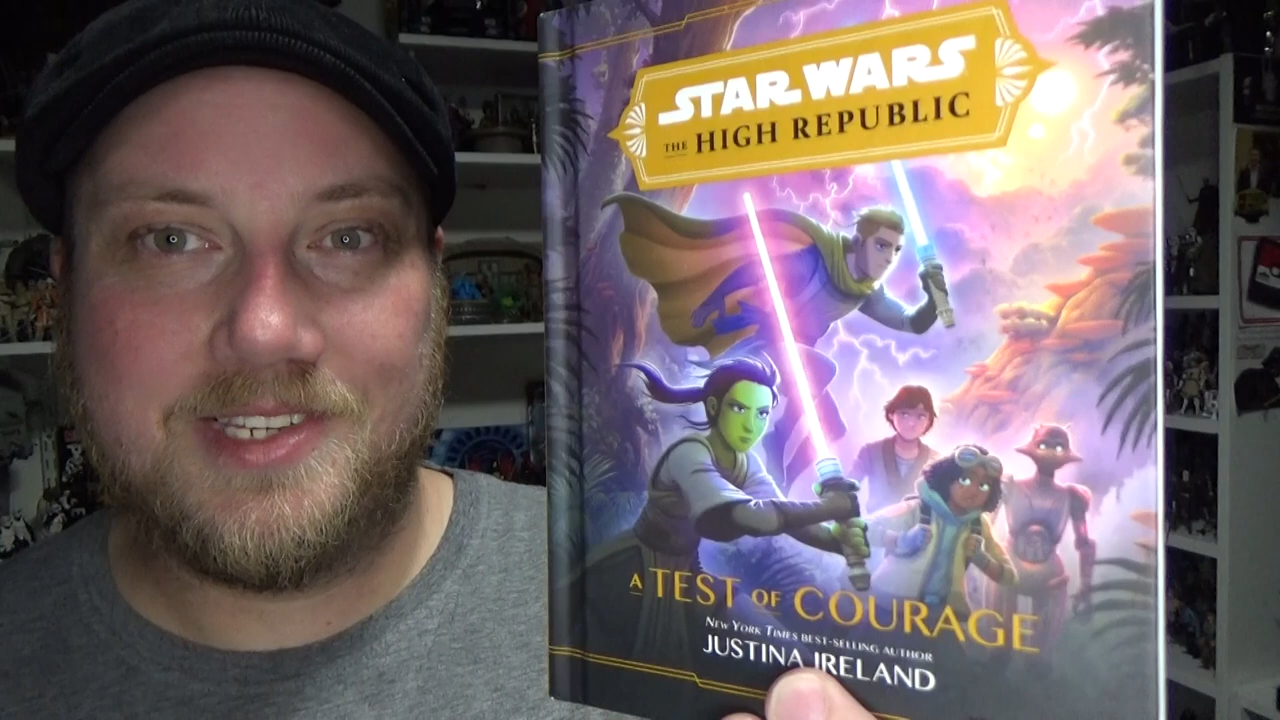 STAR WARS
THE HIGH REPUBLIC
A TEST OF COURAGE
NEW YORK TIMES BEST-SELLING AUTHOR
JUSTINA IRELAND